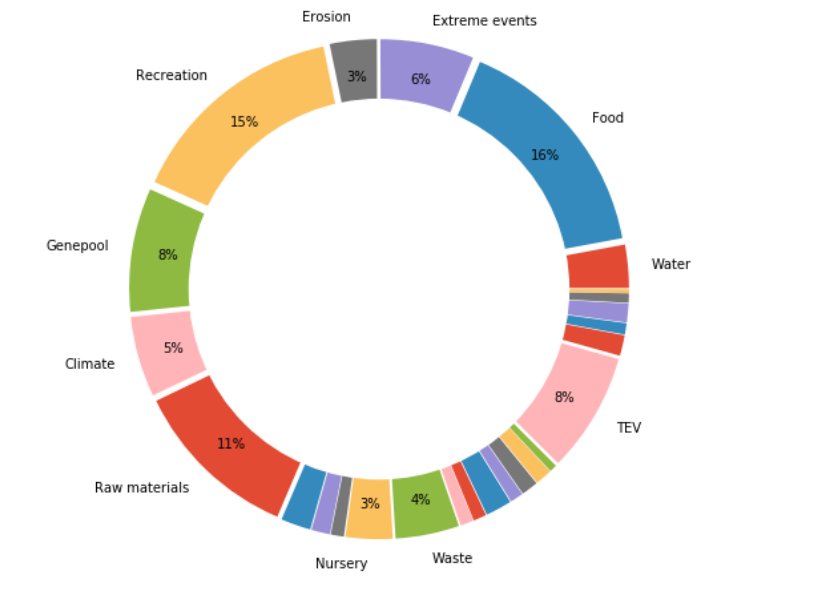 Erosion
Extreme events
Recreation
3%
6%
Food
15%
16%
Genepool
8%
Water
Climate
5%
8%
TEV
11%
Raw materials
3%
4%
Nursery
Waste